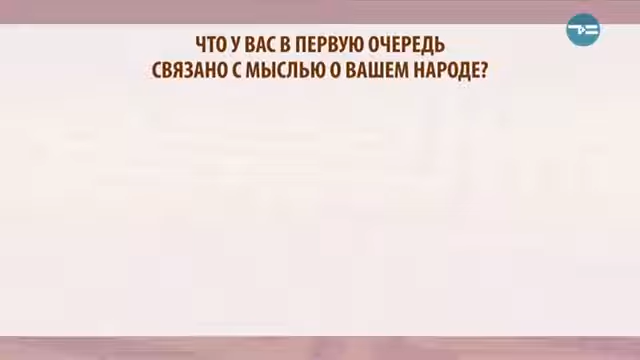 ЧТО У ВАС В ПЕРВУЮ ОЧЕРЕДЬ
СВЯЗАНО С МЫСЛЬЮ О ВАШЕМ НАРОДЕ?